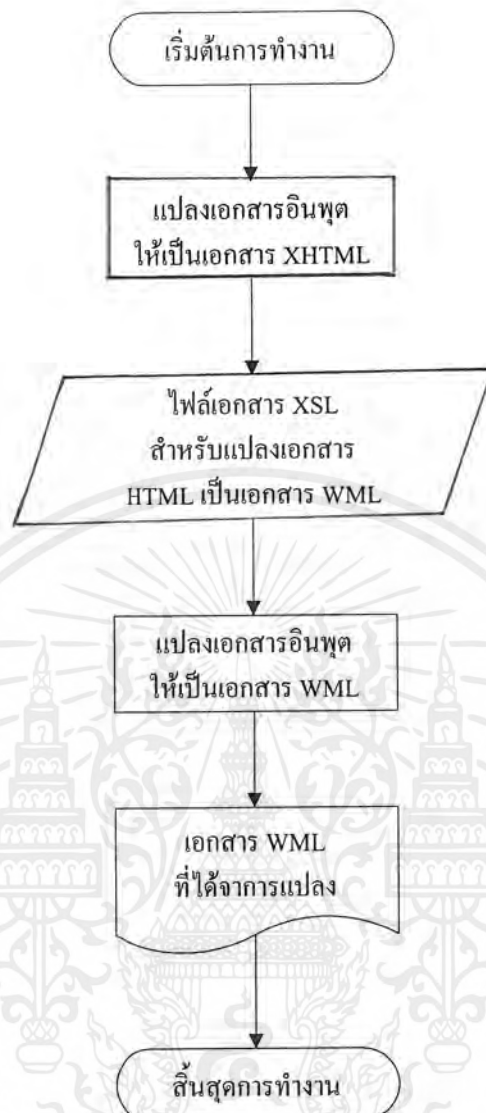 เริ่มต้นการทำงาน
แปลงเอกสารอินพุต
ให้เป็นเอกสาร XHTML
ไฟล์เอกสาร XSL
สำหรับแปลงเอกสาร
HTML เป็นเอกสาร WML
แปลงเอกสารอินพุต
ให้เป็นเอกสาร WML
เอกสาร WML
ที่ได้จาการแปลง
สิ้นสุดการทำงาน